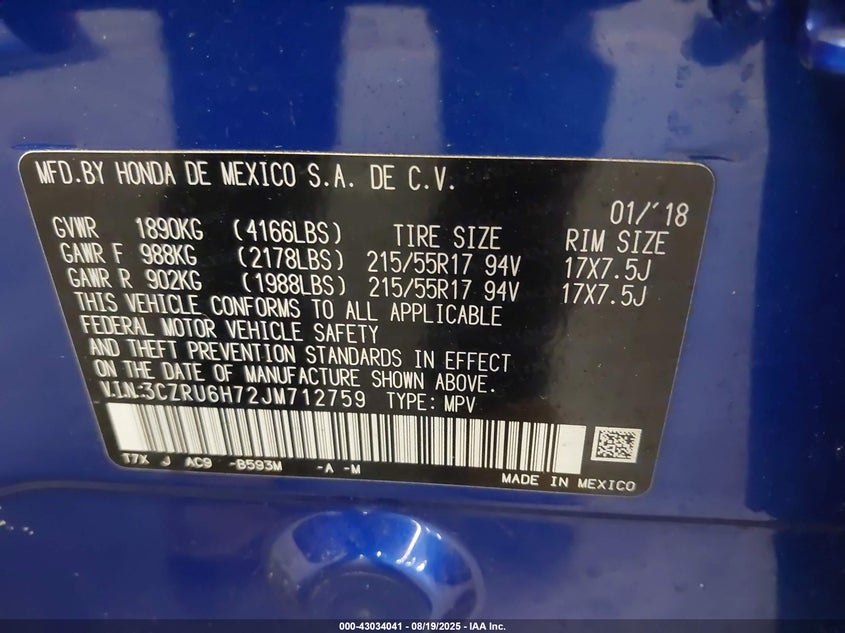 MFD.BY HONDA DE MEXICO S.A. DE C.V.
01/'18
GVWR 1890KG (4166LBS) TIRE SIZE RIM SIZE
GAWR F 988KG (2178LBS) 215/55R17 94V 17X7.5J
GAWR R 902KG (1988LBS) 215/55R17 94V 17X7.5J
THIS VEHICLE CONFORMS TO ALL APPLICABLE
FEDERAL MOTOR VEHICLE SAFETY
AND THEFT PREVENTION STANDARDS IN EFFECT
ON THE DATE OF MANUFACTURE SHOWN ABOVE.
V.I.N:3CZRU6H72JM712759 TYPE: MPV
T7X J AC9 -B593M -A -M
MADE IN MEXICO
000-43034041 - 08/19/2025 - IAA Inc.